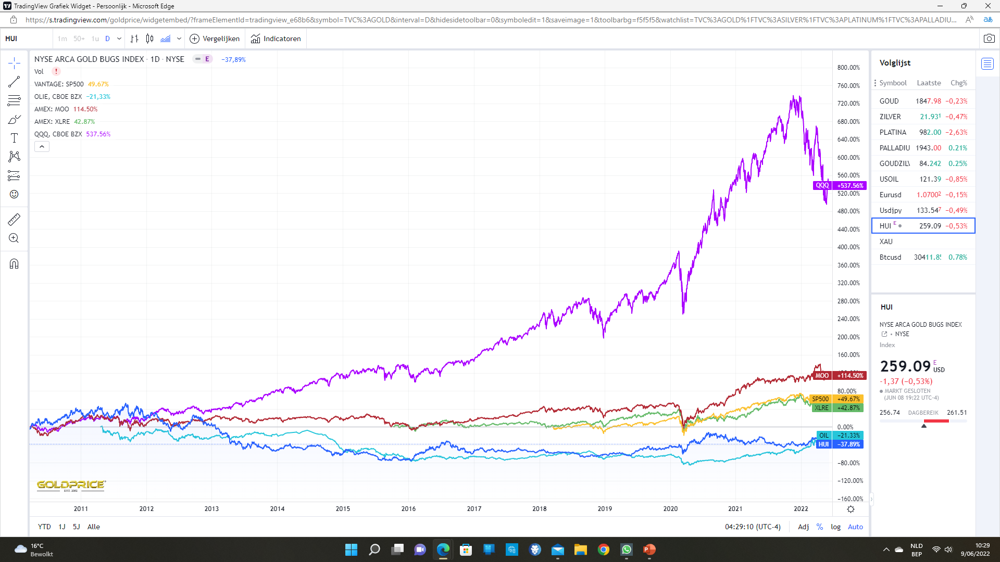 TradingView Grafiek Widget - Persoonlijk - Microsoft Edge
https://s.tradingview.com/goldprice/widgetembed/?frameElementId=tradingview_e68b6&symbol=TVC%3AGOLD&interval=D&hidesidetoolbar=0&symboledit=1&saveimage=1&toolbarbg=f5f5f5&watchlist=TVC%3AGOLD%1FTVC%3ASILVER%1FTVC%3APLATINUM%1FTVC%3APALLADIU...
HUI 1m 50+ 1u D Vergelijken Indicatoren
NYSE ARCA GOLD BUGS INDEX · 1D · NYSE E −37,89%
Vol !
VANTAGE: SP500 49.67%
OLIE, CBOE BZX −21,33%
AMEX: MOO 114.50%
AMEX: XLRE 42.87%
QQQ, CBOE BZX 537.56%
800.00%
760.00%
720.00%
680.00%
640.00%
600.00%
560.00%
QQQ +537.56%
520.00%
480.00%
440.00%
400.00%
360.00%
320.00%
280.00%
240.00%
200.00%
160.00%
MOO +114.50%
80.00%
SP500 +49.67%
XLRE +42.87%
0.00%
OIL −21.33%
HUI −37.89%
−80.00%
−120.00%
−160.00%
GOLDPRICE
EST. 2002
2011 2012 2013 2014 2015 2016 2017 2018 2019 2020 2021 2022
YTD 1J 5J Alle 04:29:10 (UTC-4) Adj % log Auto
Volglijst
Symbool Laatste Chg%
GOUD 1847.98 −0,23%
ZILVER 21.931 −0,47%
PLATINA 982.00 −2,63%
PALLADIU 1943.00 0.21%
GOUDZIL 84.242 0.25%
USOIL 121.39 −0,85%
Eurusd 1.07002 −0,15%
Usdjpy 133.547 −0,49%
HUI E 259.09 −0,53%
XAU
Btcusd 30411.85 0.78%
HUI
NYSE ARCA GOLD BUGS INDEX
• NYSE
Index
259.09 E USD
-1,37 (−0,53%)
MARKT GESLOTEN
(JUN 08 19:22 UTC-4)
256.74 DAGBEREIK 261.51
16°C
Bewolkt
NLD
BEP
10:29
9/06/2022